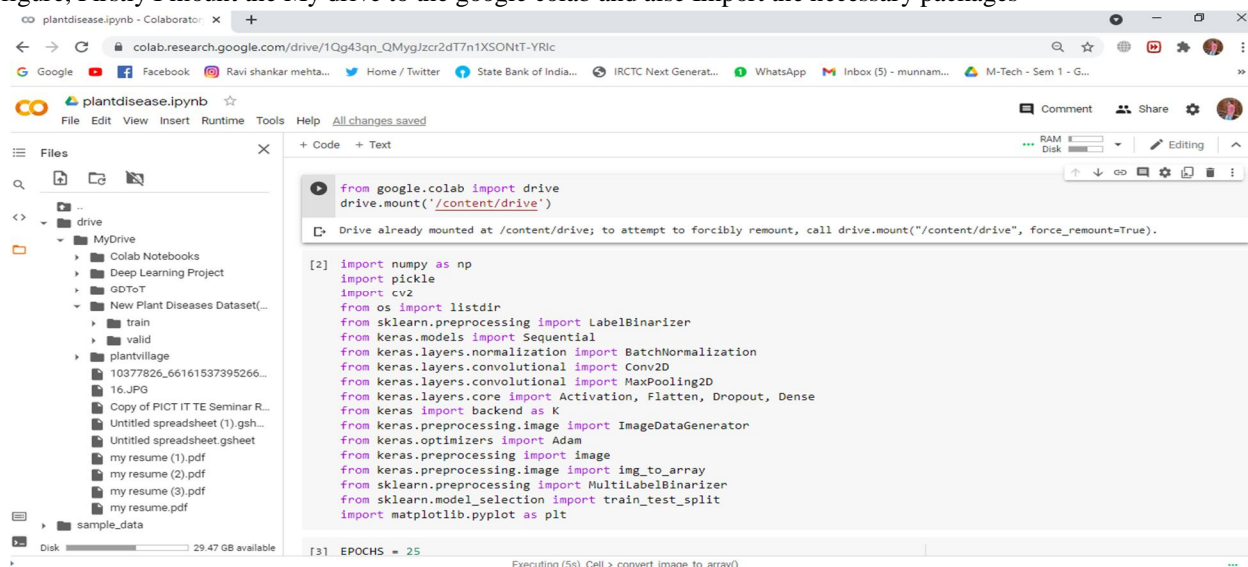 figure, Firstly I mount the My drive to the google colab and also import the necessary packages
plantdisease.ipynb - Colaborator
colab.research.google.com/drive/1Qg43qn_QMygJzcr2dT7n1XSONtT-YRIc
Google Facebook Ravi shankar mehta... Home / Twitter State Bank of India... IRCTC Next Generat... WhatsApp Inbox (5) - munnam... M-Tech - Sem 1 - G... »
CO plantdisease.ipynb
Comment Share
File Edit View Insert Runtime Tools Help All changes saved
Files
+ Code + Text
RAM
Disk
Editing
..
drive
MyDrive
Colab Notebooks
Deep Learning Project
GDToT
New Plant Diseases Dataset(...
train
valid
plantvillage
10377826_66161537395266...
16.JPG
Copy of PICT IT TE Seminar R...
Untitled spreadsheet (1).gsh...
Untitled spreadsheet.gsheet
my resume (1).pdf
my resume (2).pdf
my resume (3).pdf
my resume.pdf
sample_data
Disk 29.47 GB available
from google.colab import drive
drive.mount('/content/drive')
Drive already mounted at /content/drive; to attempt to forcibly remount, call drive.mount("/content/drive", force_remount=True).
[2] import numpy as np
import pickle
import cv2
from os import listdir
from sklearn.preprocessing import LabelBinarizer
from keras.models import Sequential
from keras.layers.normalization import BatchNormalization
from keras.layers.convolutional import Conv2D
from keras.layers.convolutional import MaxPooling2D
from keras.layers.core import Activation, Flatten, Dropout, Dense
from keras import backend as K
from keras.preprocessing.image import ImageDataGenerator
from keras.optimizers import Adam
from keras.preprocessing import image
from keras.preprocessing.image import img_to_array
from sklearn.preprocessing import MultiLabelBinarizer
from sklearn.model_selection import train_test_split
import matplotlib.pyplot as plt
[3] EPOCHS = 25
Executing (5s) Cell > convert_image_to_array()